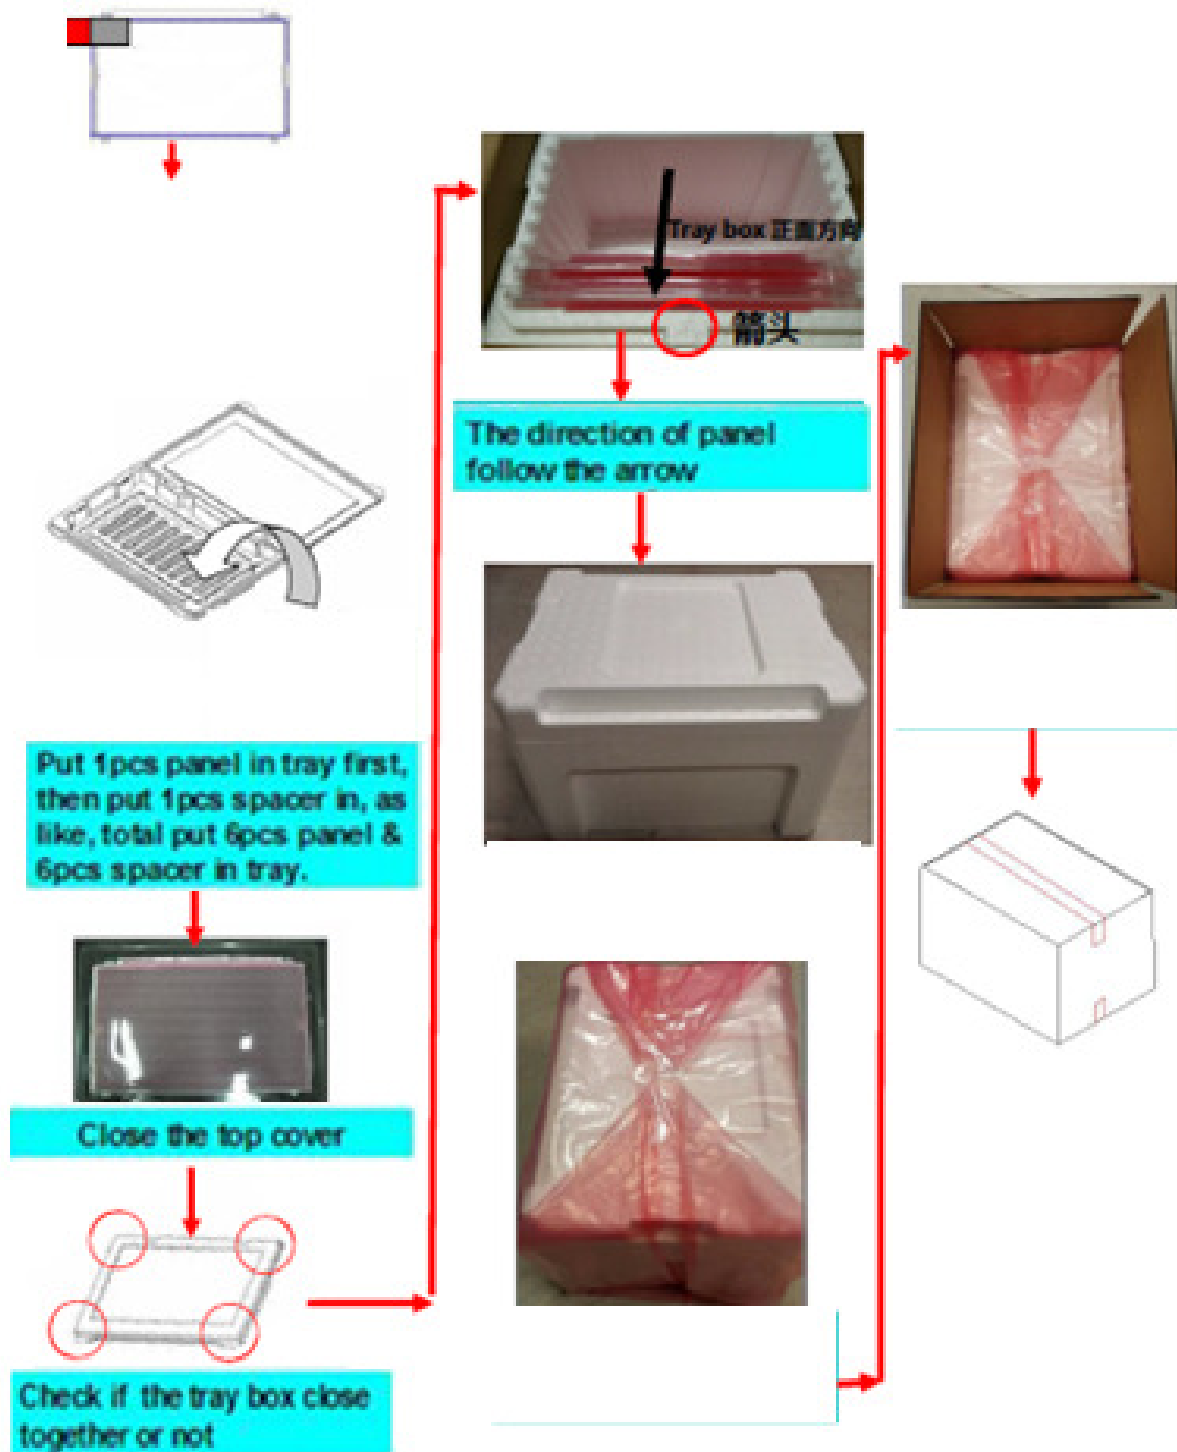 Put 1pcs panel in tray first,
then put 1pcs spacer in, as
like, total put 6pcs panel &
6pcs spacer in tray.
Close the top cover
Check if the tray box close
together or not
Tray box 正面方向
箭头
The direction of panel
follow the arrow